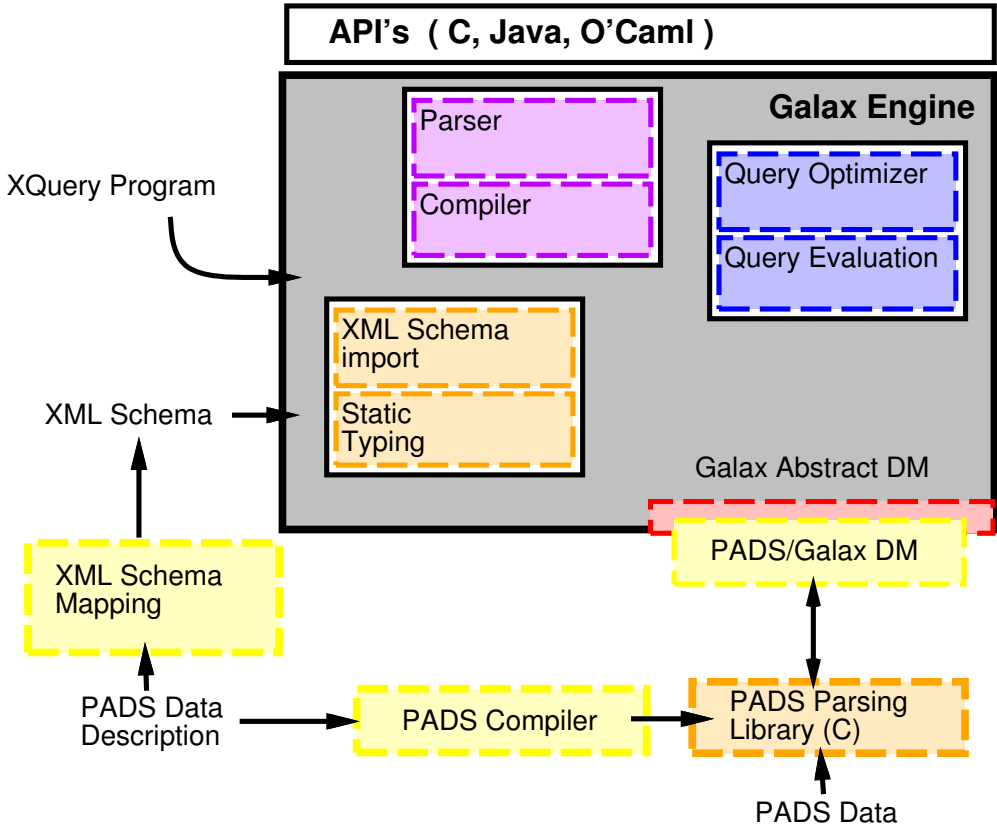 API's ( C, Java, O'Caml )
Galax Engine
Parser
Compiler
Query Optimizer
Query Evaluation
XQuery Program
XML Schema
import
Static
Typing
XML Schema
Galax Abstract DM
PADS/Galax DM
XML Schema
Mapping
PADS Data
Description
PADS Compiler
PADS Parsing
Library (C)
PADS Data